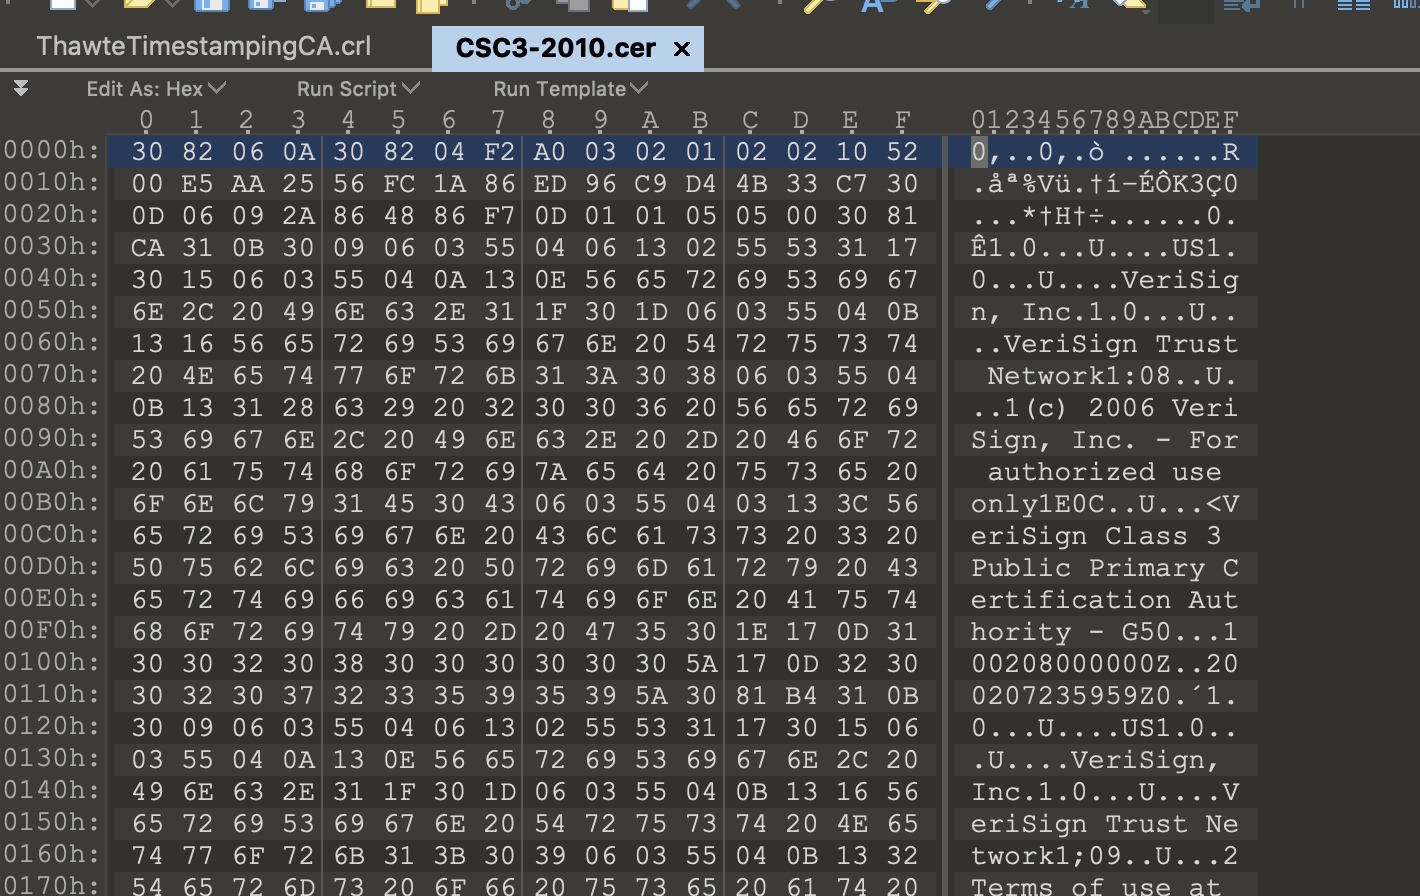 ThawteTimestampingCA.crl CSC3-2010.cer ×
Edit As: Hex Run Script Run Template
0 1 2 3 4 5 6 7 8 9 A B C D E F 0123456789ABCDEF
0000h: 30 82 06 0A 30 82 04 F2 A0 03 02 01 02 02 10 52 0,..0,.ò ......R
0010h: 00 E5 AA 25 56 FC 1A 86 ED 96 C9 D4 4B 33 C7 30 .åª%Vü.†í–ÉÔK3Ç0
0020h: 0D 06 09 2A 86 48 86 F7 0D 01 01 05 05 00 30 81 ...*†H†÷......0.
0030h: CA 31 0B 30 09 06 03 55 04 06 13 02 55 53 31 17 Ê1.0...U....US1.
0040h: 30 15 06 03 55 04 0A 13 0E 56 65 72 69 53 69 67 0...U....VeriSig
0050h: 6E 2C 20 49 6E 63 2E 31 1F 30 1D 06 03 55 04 0B n, Inc.1.0...U..
0060h: 13 16 56 65 72 69 53 69 67 6E 20 54 72 75 73 74 ..VeriSign Trust
0070h: 20 4E 65 74 77 6F 72 6B 31 3A 30 38 06 03 55 04 Network1:08..U.
0080h: 0B 13 31 28 63 29 20 32 30 30 36 20 56 65 72 69 ..1(c) 2006 Veri
0090h: 53 69 67 6E 2C 20 49 6E 63 2E 20 2D 20 46 6F 72 Sign, Inc. - For
00A0h: 20 61 75 74 68 6F 72 69 7A 65 64 20 75 73 65 20 authorized use
00B0h: 6F 6E 6C 79 31 45 30 43 06 03 55 04 03 13 3C 56 only1E0C..U...<V
00C0h: 65 72 69 53 69 67 6E 20 43 6C 61 73 73 20 33 20 eriSign Class 3
00D0h: 50 75 62 6C 69 63 20 50 72 69 6D 61 72 79 20 43 Public Primary C
00E0h: 65 72 74 69 66 69 63 61 74 69 6F 6E 20 41 75 74 ertification Aut
00F0h: 68 6F 72 69 74 79 20 2D 20 47 35 30 1E 17 0D 31 hority - G50...1
0100h: 30 30 32 30 38 30 30 30 30 30 30 5A 17 0D 32 30 00208000000Z..20
0110h: 30 32 30 37 32 33 35 39 35 39 5A 30 81 B4 31 0B 0207235959Z0.´1.
0120h: 30 09 06 03 55 04 06 13 02 55 53 31 17 30 15 06 0...U....US1.0..
0130h: 03 55 04 0A 13 0E 56 65 72 69 53 69 67 6E 2C 20 .U....VeriSign,
0140h: 49 6E 63 2E 31 1F 30 1D 06 03 55 04 0B 13 16 56 Inc.1.0...U....V
0150h: 65 72 69 53 69 67 6E 20 54 72 75 73 74 20 4E 65 eriSign Trust Ne
0160h: 74 77 6F 72 6B 31 3B 30 39 06 03 55 04 0B 13 32 twork1;09..U...2
0170h: 54 65 72 6D 73 20 6F 66 20 75 73 65 20 61 74 20 Terms of use at